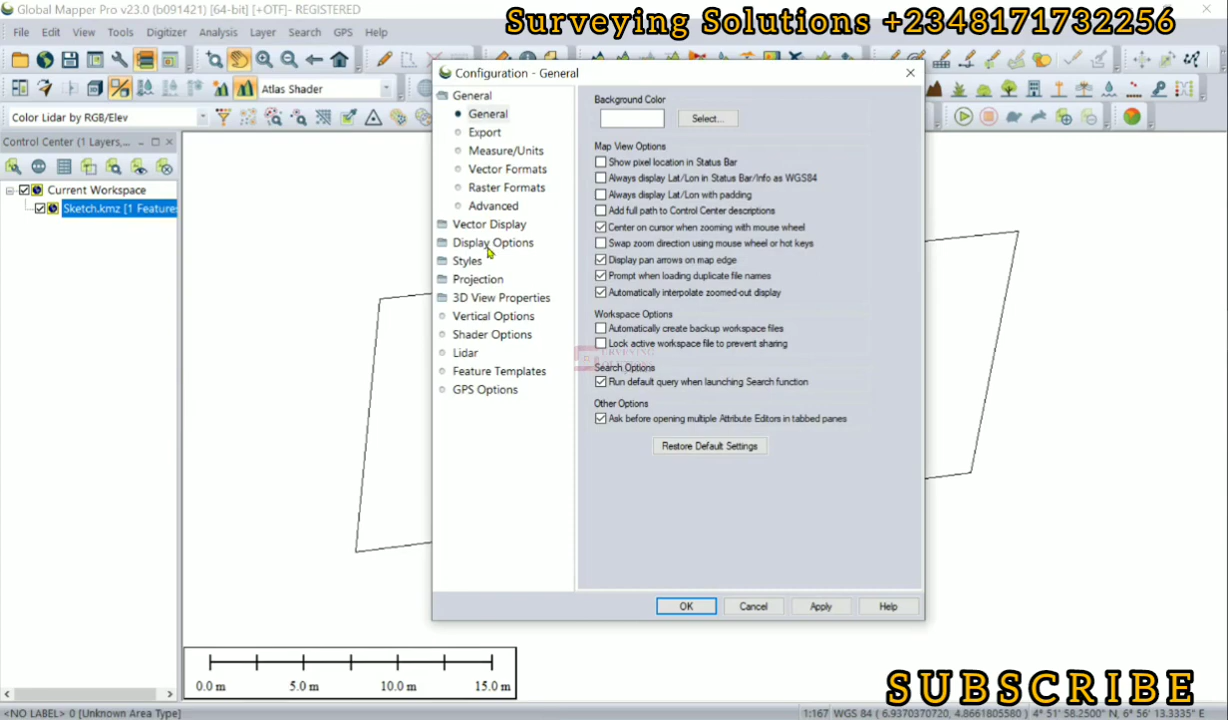 Global Mapper Pro v23.0 (b091421) [64-bit] [+OTF]- REGISTERED
Surveying Solutions +2348171732256
File Edit View Tools Digitizer Analysis Layer Search GPS Help
Atlas Shader
Color Lidar by RGB/Elev
Control Center (1 Layers,...
Current Workspace
Sketch.kmz [1 Feature:
Configuration - General
General
General
Export
Measure/Units
Vector Formats
Raster Formats
Advanced
Vector Display
Display Options
Styles
Projection
3D View Properties
Vertical Options
Shader Options
Lidar
Feature Templates
GPS Options
Background Color
Select...
Map View Options
Show pixel location in Status Bar
Always display Lat/Lon in Status Bar/Info as WGS84
Always display Lat/Lon with padding
Add full path to Control Center descriptions
Center on cursor when zooming with mouse wheel
Swap zoom direction using mouse wheel or hot keys
Display pan arrows on map edge
Prompt when loading duplicate file names
Automatically interpolate zoomed-out display
Workspace Options
Automatically create backup workspace files
Lock active workspace file to prevent sharing
Search Options
Run default query when launching Search function
Other Options
Ask before opening multiple Attribute Editors in tabbed panes
Restore Default Settings
OK Cancel Apply Help
0.0 m 5.0 m 10.0 m 15.0 m
SUBSCRIBE
<NO LABEL> 0 [Unknown Area Type]
1:167 WGS 84 ( 6.9370370720, 4.8661805580 ) 4° 51' 58.2500" N, 6° 56' 13.3335" E